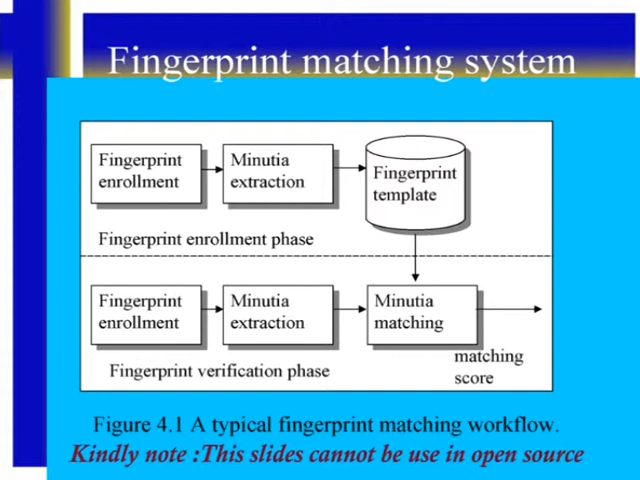 Fingerprint matching system
Fingerprint
enrollment
Minutia
extraction
Fingerprint
template
Fingerprint enrollment phase
Fingerprint
enrollment
Minutia
extraction
Minutia
matching
matching
score
Fingerprint verification phase
Figure 4.1 A typical fingerprint matching workflow.
Kindly note :This slides cannot be use in open source